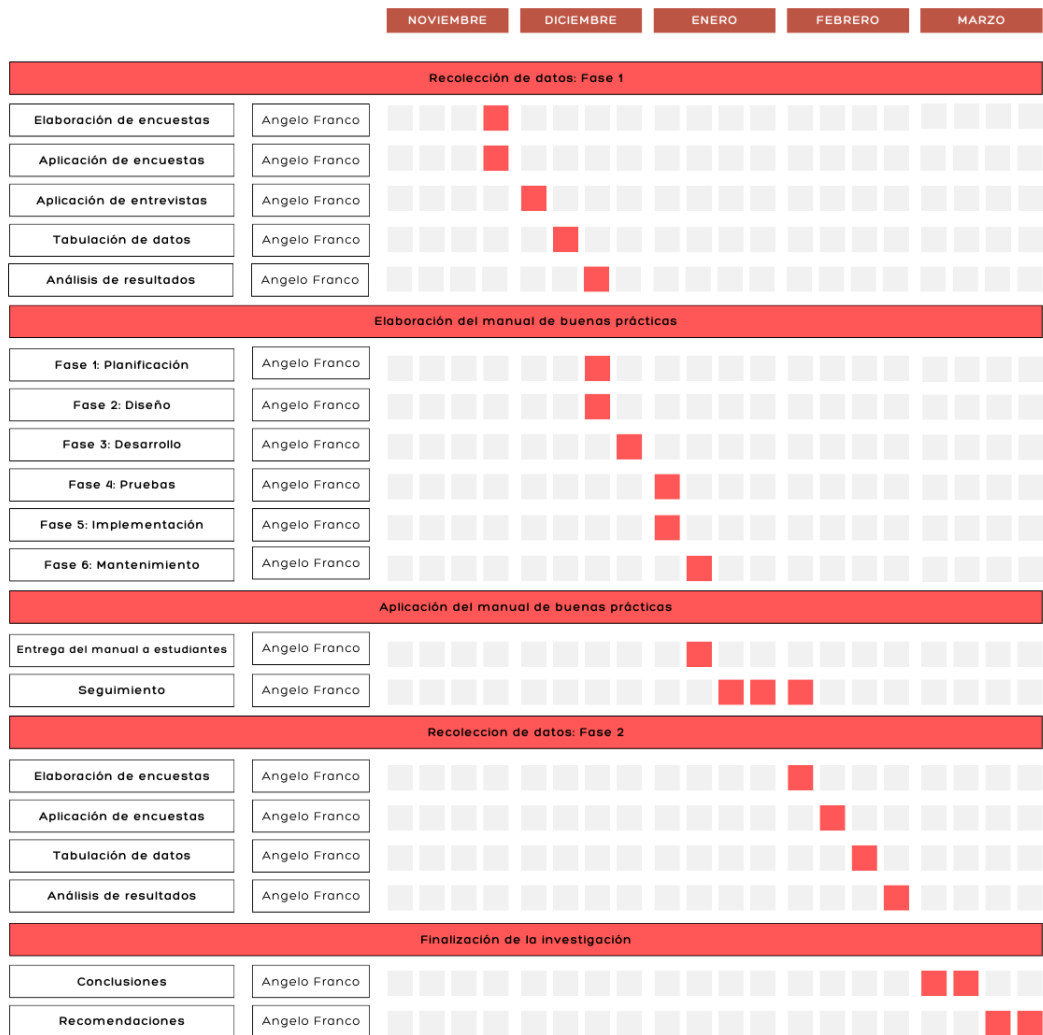 NOVIEMBRE DICIEMBRE ENERO FEBRERO MARZO
Recolección de datos: Fase 1
Elaboración de encuestas Angelo Franco
Aplicación de encuestas Angelo Franco
Aplicación de entrevistas Angelo Franco
Tabulación de datos Angelo Franco
Análisis de resultados Angelo Franco
Elaboración del manual de buenas prácticas
Fase 1: Planificación Angelo Franco
Fase 2: Diseño Angelo Franco
Fase 3: Desarrollo Angelo Franco
Fase 4: Pruebas Angelo Franco
Fase 5: Implementación Angelo Franco
Fase 6: Mantenimiento Angelo Franco
Aplicación del manual de buenas prácticas
Entrega del manual a estudiantes Angelo Franco
Seguimiento Angelo Franco
Recoleccion de datos: Fase 2
Elaboración de encuestas Angelo Franco
Aplicación de encuestas Angelo Franco
Tabulación de datos Angelo Franco
Análisis de resultados Angelo Franco
Finalización de la investigación
Conclusiones Angelo Franco
Recomendaciones Angelo Franco